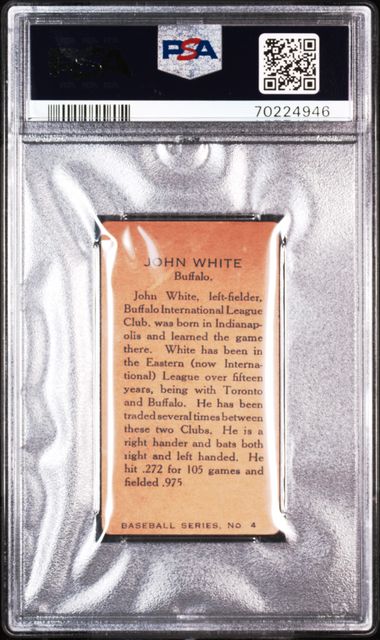 PSA
70224946
JOHN WHITE
Buffalo.
John White, left-fielder,
Buffalo International League
Club, was born in Indianap-
olis and learned the game
there. White has been in
the Eastern (now Interna-
tional) League over fifteen
years, being with Toronto
and Buffalo. He has been
traded several times between
these two Clubs. He is a
right hander and bats both
right and left handed. He
hit .272 for 105 games and
fielded .975
BASEBALL SERIES, No 4